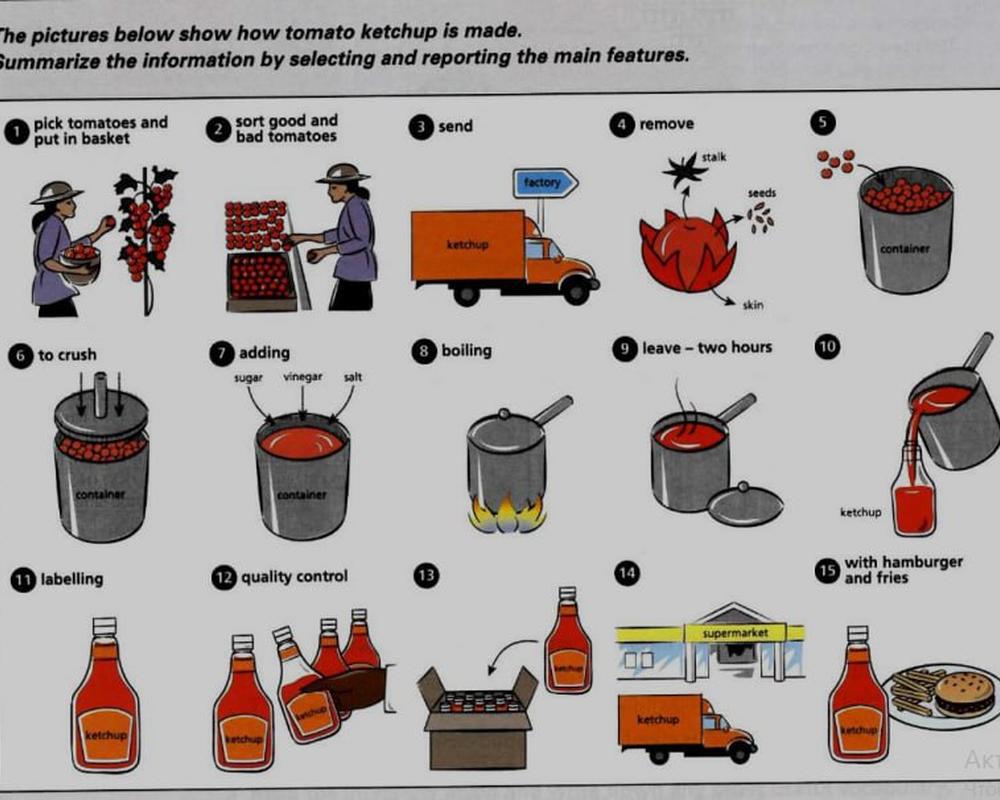 The pictures below show how tomato ketchup is made.
Summarize the information by selecting and reporting the main features.
1 pick tomatoes and
put in basket
2 sort good and
bad tomatoes
3 send
factory
ketchup
4 remove
stalk
seeds
skin
5
container
6 to crush
container
7 adding
sugar vinegar salt
container
8 boiling
9 leave – two hours
10
ketchup
11 labelling
ketchup
12 quality control
ketchup
ketchup
13
ketchup
14
supermarket
ketchup
15 with hamburger
and fries
ketchup